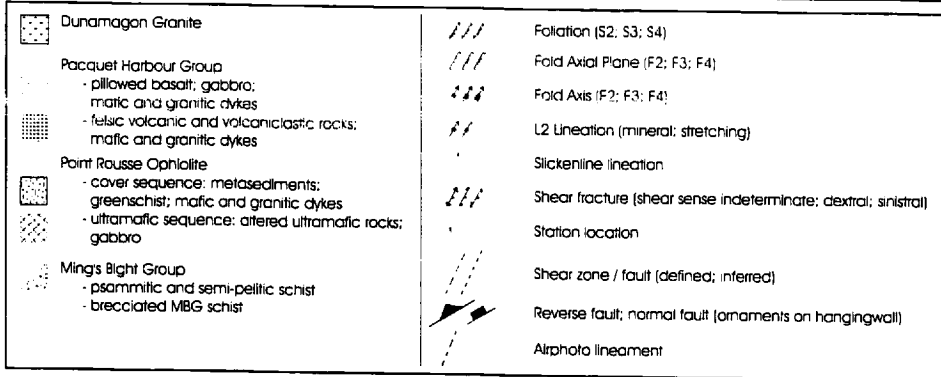 Dunamagon Granite
Pacquet Harbour Group
- pillowed basalt; gabbro;
mafic and granitic dykes
- felsic volcanic and volcaniclastic rocks;
mafic and granitic dykes
Point Rousse Ophiolite
- cover sequence: metasediments;
greenschist; mafic and granitic dykes
- ultramafic sequence: altered ultramafic rocks;
gabbro
Ming's Bight Group
- psammitic and semi-pelitic schist
- brecciated MBG schist
Foliation (S2; S3; S4)
Fold Axial Plane (F2; F3; F4)
Fold Axis (F2; F3; F4)
L2 Lineation (mineral; stretching)
Slickenline lineation
Shear fracture (shear sense indeterminate; dextral; sinistral)
Station location
Shear zone / fault (defined; inferred)
Reverse fault; normal fault (ornaments on hangingwall)
Airphoto lineament